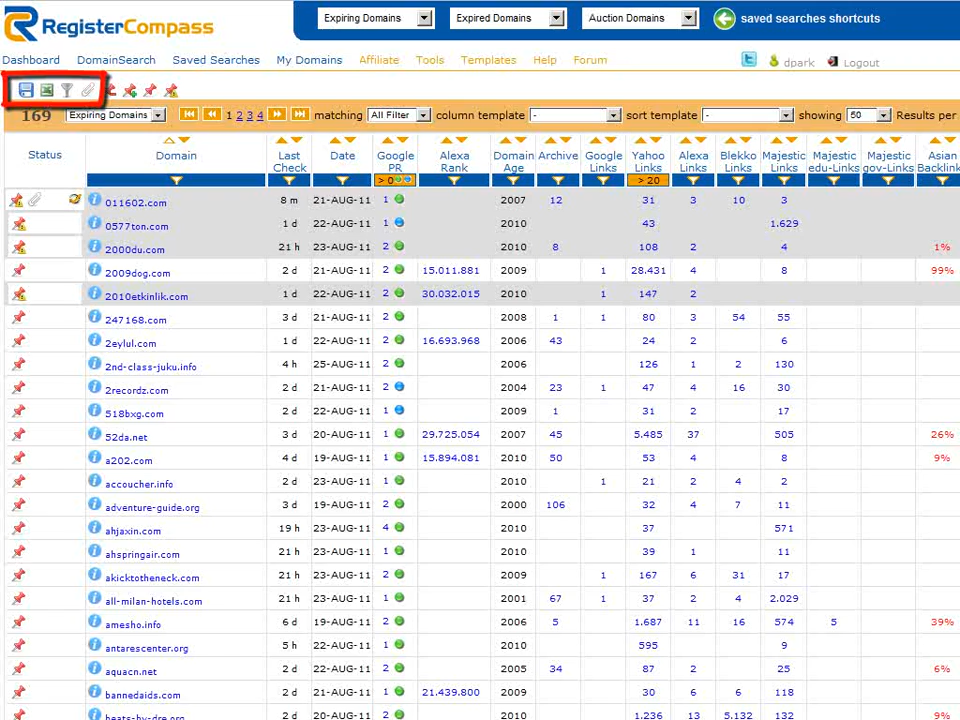 RegisterCompass
Expiring Domains Expired Domains Auction Domains saved searches shortcuts
Dashboard DomainSearch Saved Searches My Domains Affiliate Tools Templates Help Forum dpark Logout
169 Expiring Domains 1 2 3 4 matching All Filter column template - sort template - showing 50 Results per
Status Domain Last Check Date Google PR Alexa Rank Domain Age Archive Google Links Yahoo Links Alexa Links Blekko Links Majestic Links Majestic edu-Links Majestic gov-Links Asian Backlink
> 0 > 20
011602.com 8 m 21-AUG-11 1 2007 12 31 3 10 3
0577ton.com 1 d 22-AUG-11 1 2010 43 1.629
2000du.com 21 h 23-AUG-11 2 2010 8 108 2 4 1%
2009dog.com 2 d 21-AUG-11 2 15.011.881 2009 1 28.431 4 8 99%
2010etkinlik.com 1 d 22-AUG-11 2 30.032.015 2010 1 147 2
247168.com 3 d 21-AUG-11 2 2008 1 1 80 3 54 55
2eylul.com 1 d 22-AUG-11 2 16.693.968 2006 43 24 2 6
2nd-class-juku.info 4 h 25-AUG-11 2 2006 126 1 2 130
2recordz.com 2 d 21-AUG-11 2 2004 23 1 47 4 16 30
518bxg.com 2 d 22-AUG-11 1 2009 1 31 2 17
52da.net 3 d 20-AUG-11 1 29.725.054 2007 45 5.485 37 505 26%
a202.com 4 d 19-AUG-11 1 15.894.081 2010 50 53 4 8 9%
accoucher.info 2 d 23-AUG-11 1 2010 1 21 2 4 2
adventure-guide.org 3 d 19-AUG-11 2 2000 106 32 4 7 11
ahjaxin.com 19 h 23-AUG-11 4 2010 37 571
ahspringair.com 21 h 23-AUG-11 1 2010 39 1 11
akicktotheneck.com 21 h 23-AUG-11 2 2009 1 167 6 31 17
all-milan-hotels.com 21 h 23-AUG-11 1 2001 67 1 37 2 4 2.029
amesho.info 6 d 19-AUG-11 2 2006 5 1.687 11 16 574 5 39%
antarescenter.org 5 h 22-AUG-11 1 2010 595 9
aquacn.net 2 d 22-AUG-11 2 2005 34 87 2 25 6%
bannedaids.com 2 d 22-AUG-11 1 21.439.800 2009 30 6 6 118
beats-by-dre.org 2 d 20-AUG-11 2 2010 1.236 13 5.132 132 9%